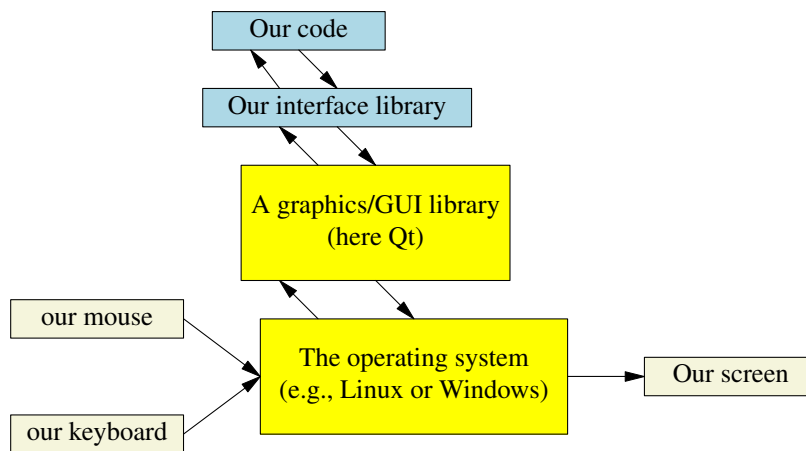 Our code
Our interface library
A graphics/GUI library
(here Qt)
our mouse
The operating system
(e.g., Linux or Windows)
Our screen
our keyboard